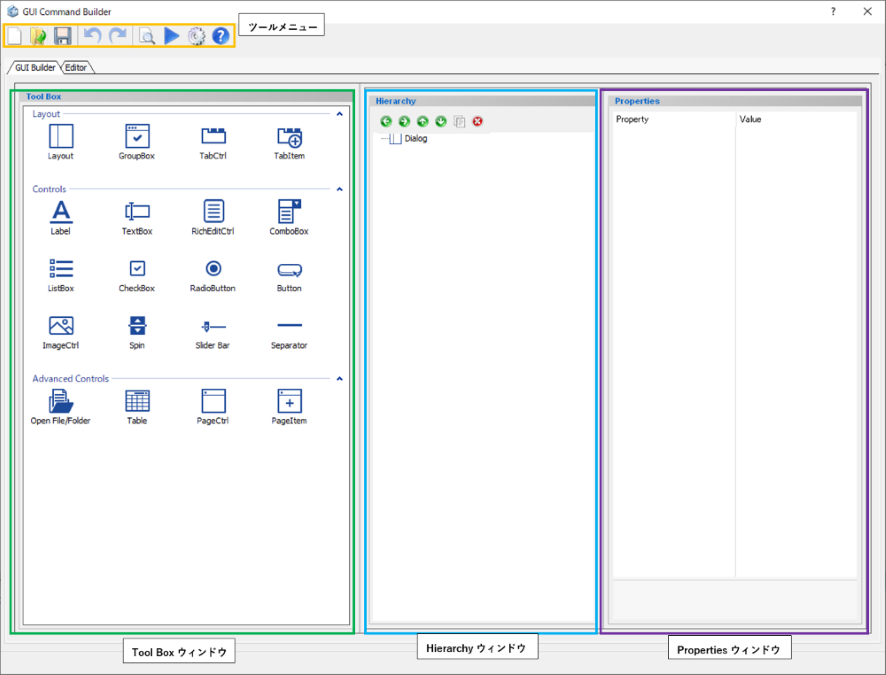 GUI Command Builder
ツールメニュー
GUI Builder
Editor
Tool Box
Hierarchy
Properties
Layout
Layout
GroupBox
TabCtrl
TabItem
Controls
Label
TextBox
RichEditCtrl
ComboBox
ListBox
CheckBox
RadioButton
Button
ImageCtrl
Spin
Slider Bar
Separator
Advanced Controls
Open File/Folder
Table
PageCtrl
PageItem
Dialog
Property
Value
Tool Box ウィンドウ
Hierarchy ウィンドウ
Properties ウィンドウ